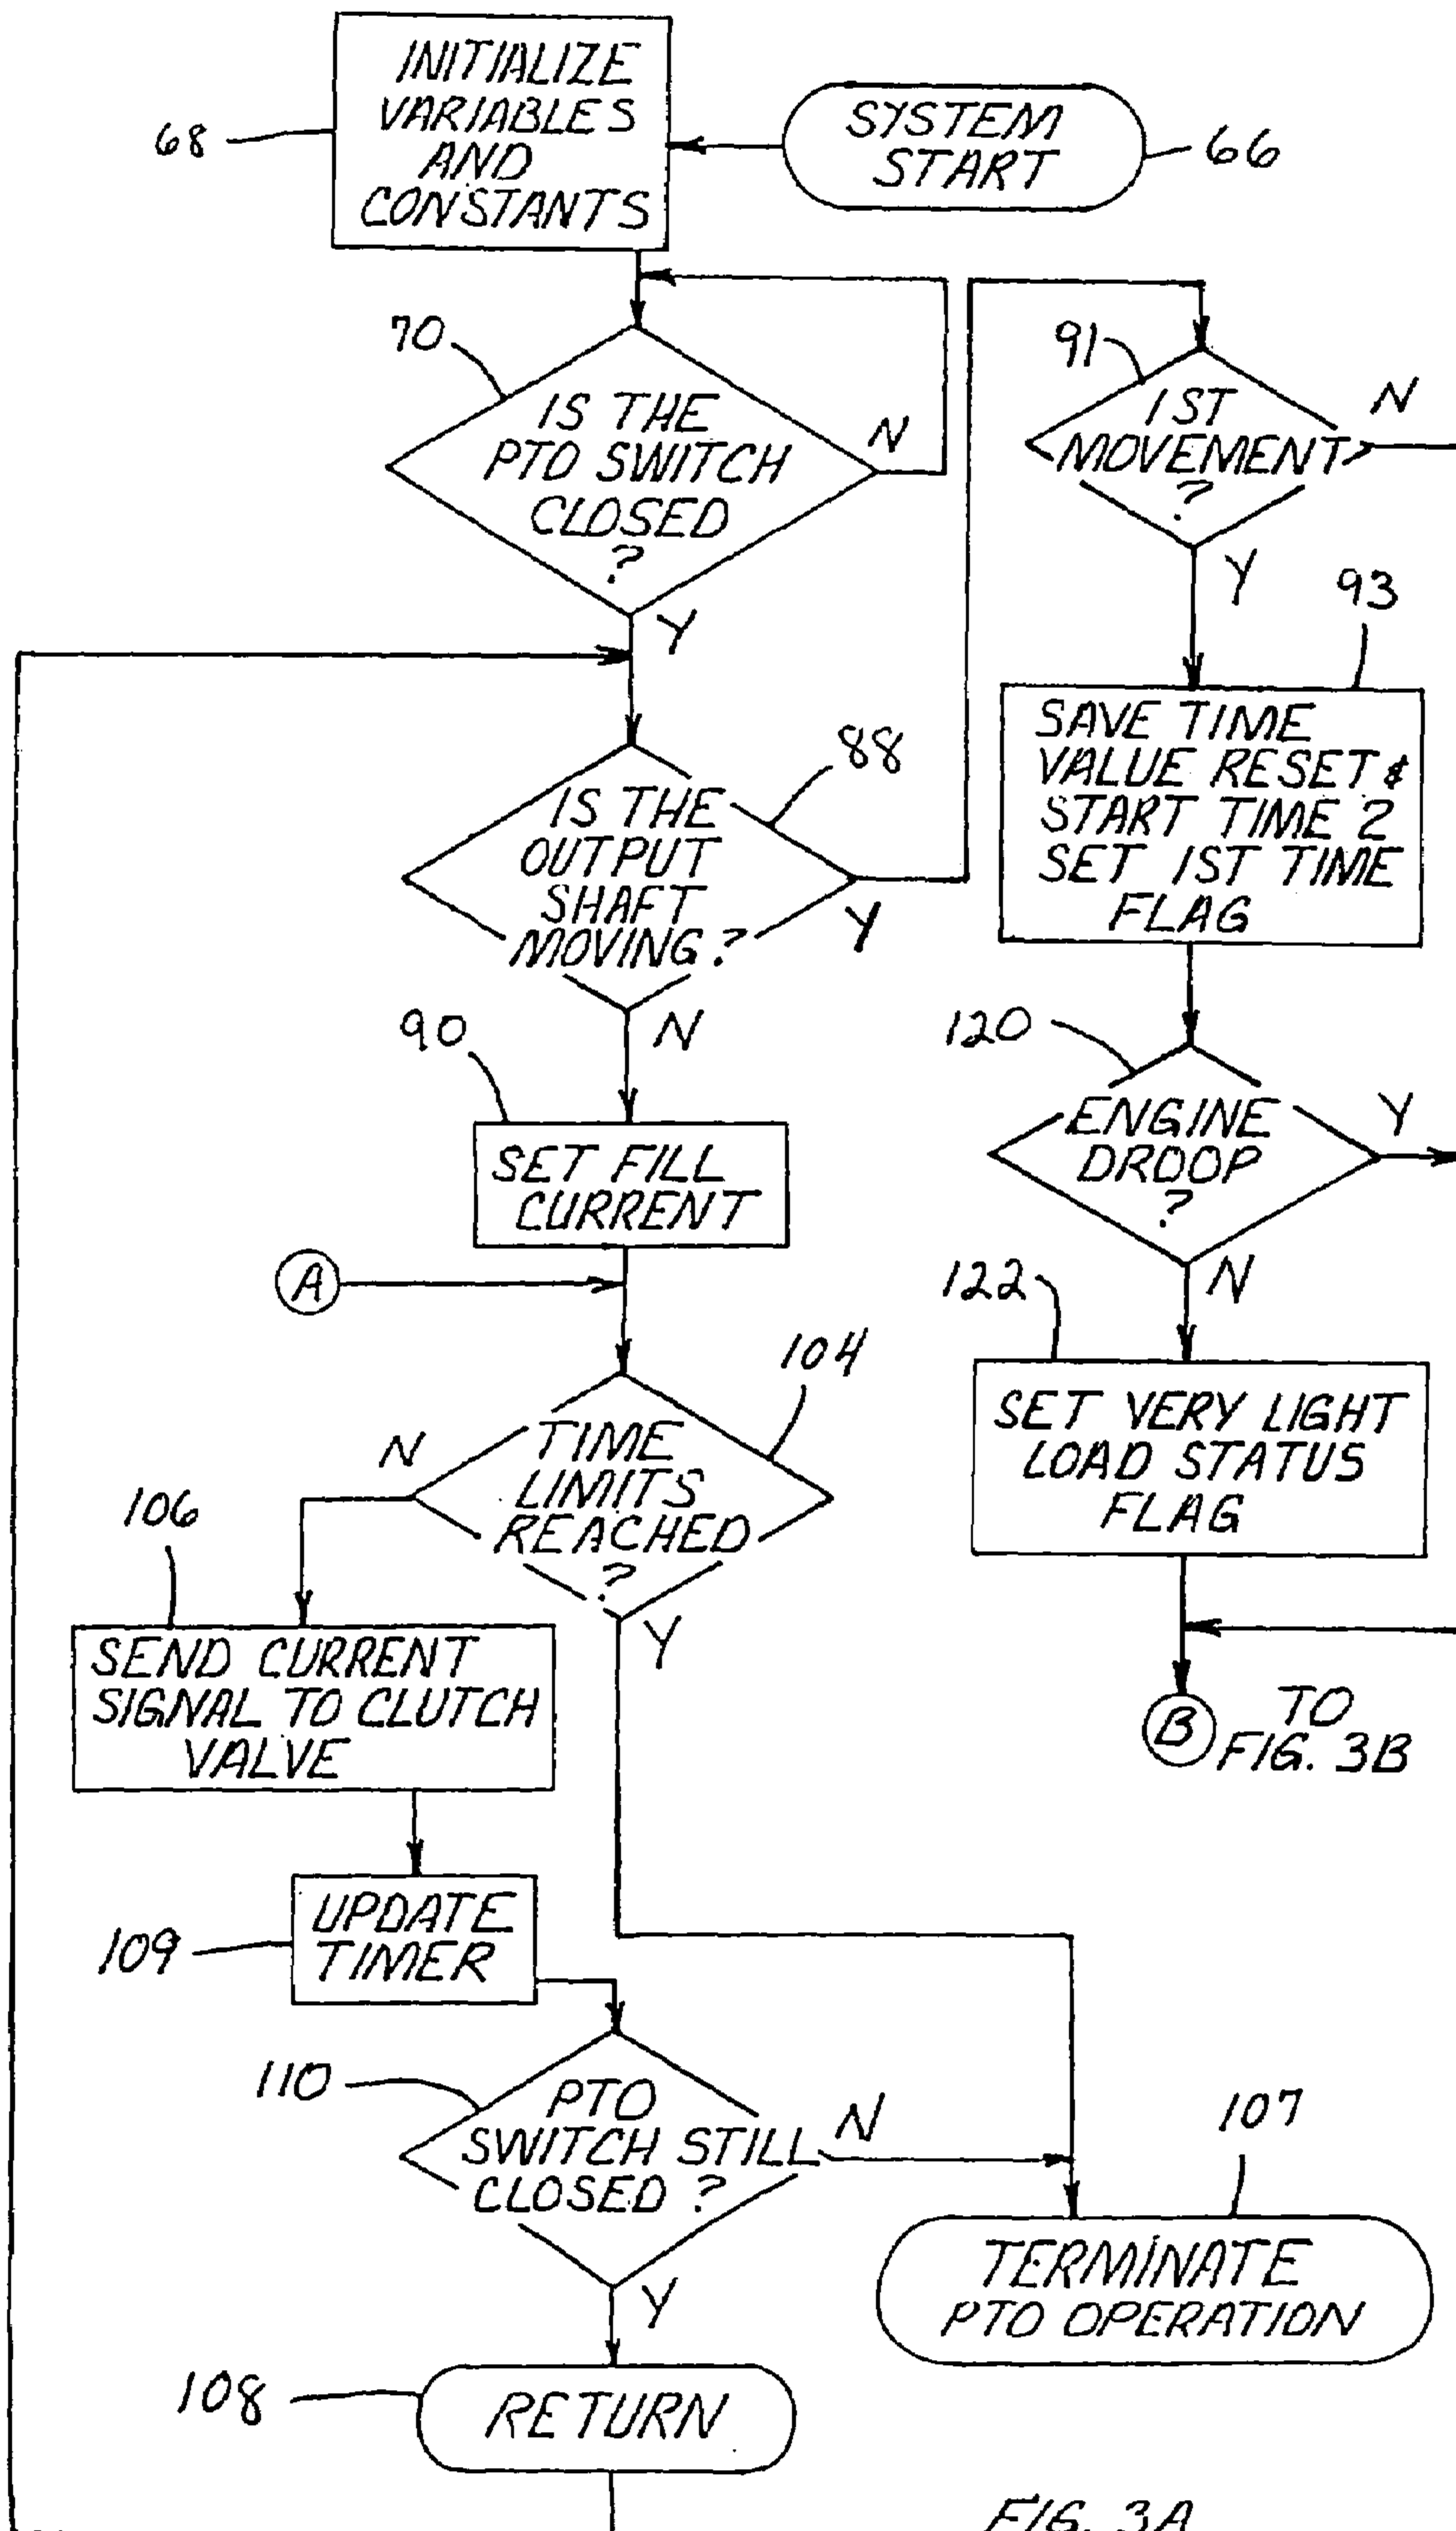 INITIALIZE
VARIABLES
AND
CONSTANTS
68
SYSTEM
START
66
70
IS THE
PTO SWITCH
CLOSED
?
N
Y
91
1ST
MOVEMENT
?
N
Y
93
SAVE TIME
VALUE RESET &
START TIME 2
SET 1ST TIME
FLAG
88
IS THE
OUTPUT
SHAFT
MOVING ?
Y
N
90
SET FILL
CURRENT
A
120
ENGINE
DROOP
?
Y
N
122
SET VERY LIGHT
LOAD STATUS
FLAG
B
TO
FIG. 3B
104
TIME
LIMITS
REACHED
?
N
Y
106
SEND CURRENT
SIGNAL TO CLUTCH
VALVE
109
UPDATE
TIMER
110
PTO
SWITCH STILL
CLOSED ?
N
Y
107
TERMINATE
PTO OPERATION
108
RETURN
FIG. 3A